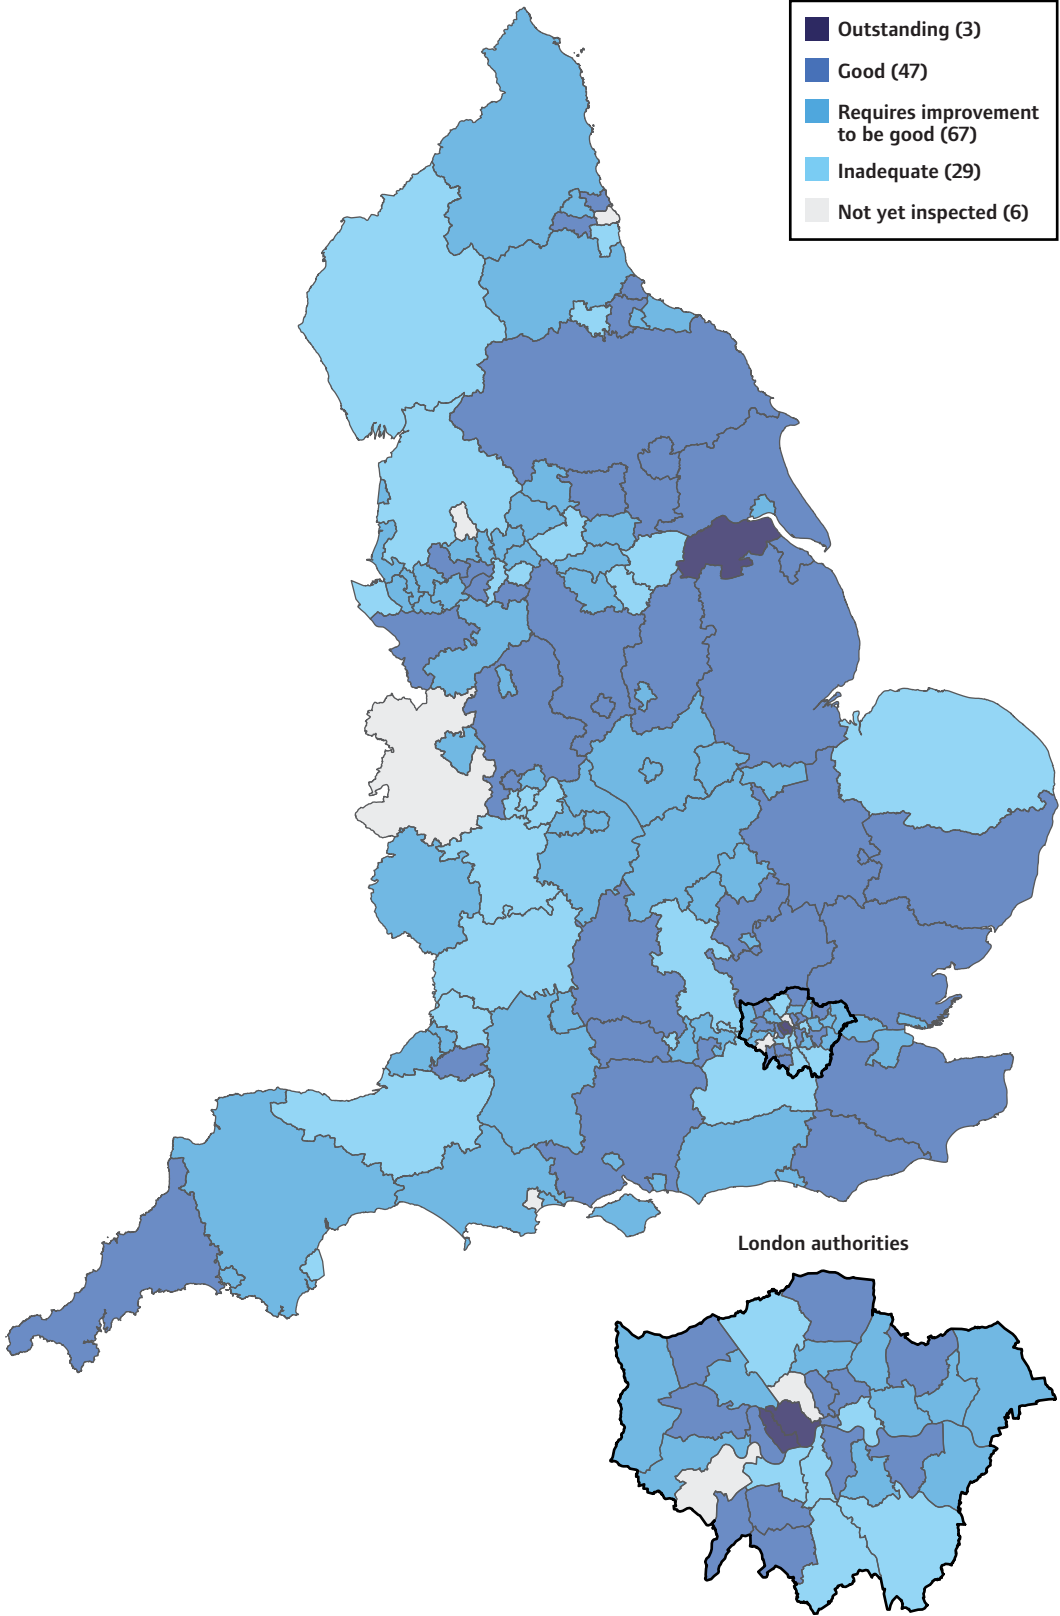 Outstanding (3)
Good (47)
Requires improvement
to be good (67)
Inadequate (29)
Not yet inspected (6)
London authorities